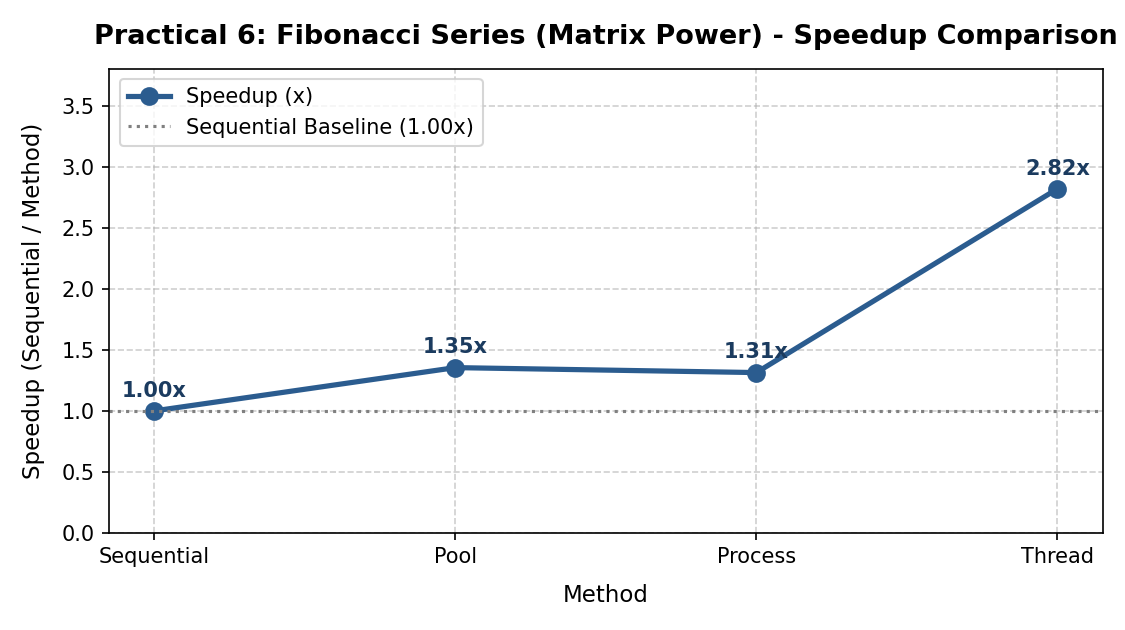 Practical 6: Fibonacci Series (Matrix Power) - Speedup Comparison
Speedup (x)
Sequential Baseline (1.00x)
Speedup (Sequential / Method)
3.5
3.0
2.5
2.0
1.5
1.0
0.5
0.0
1.00x
1.35x
1.31x
2.82x
Sequential
Pool
Process
Thread
Method